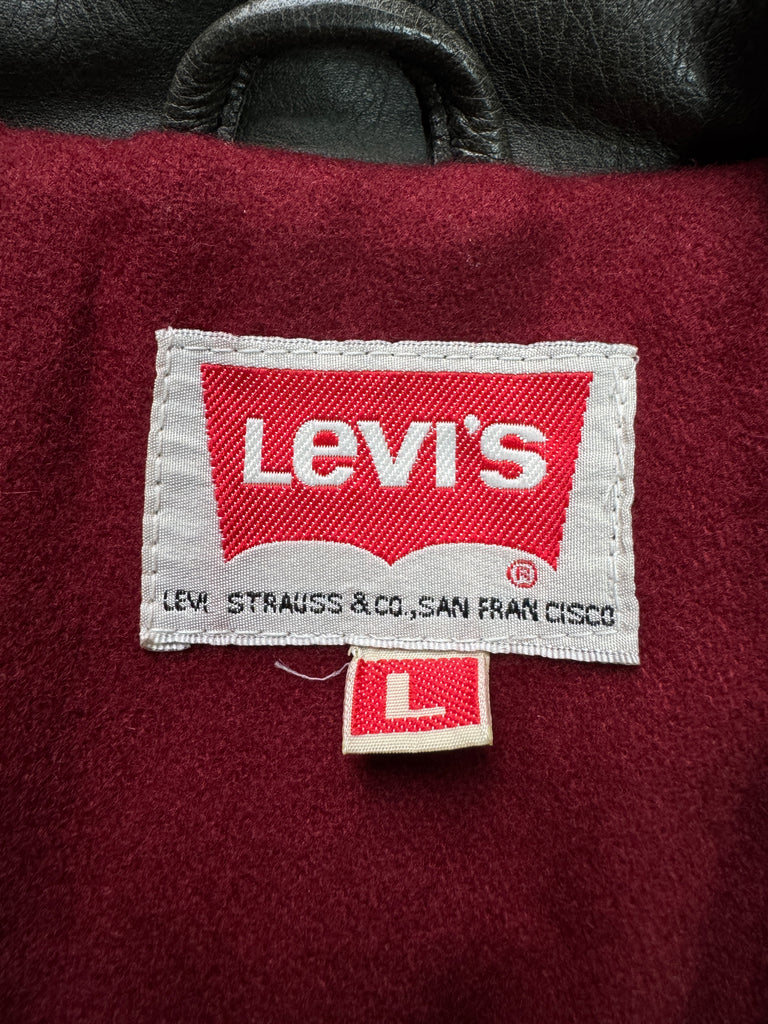 LEVI'S
®
LEVI STRAUSS & CO., SAN FRAN CISCO
L